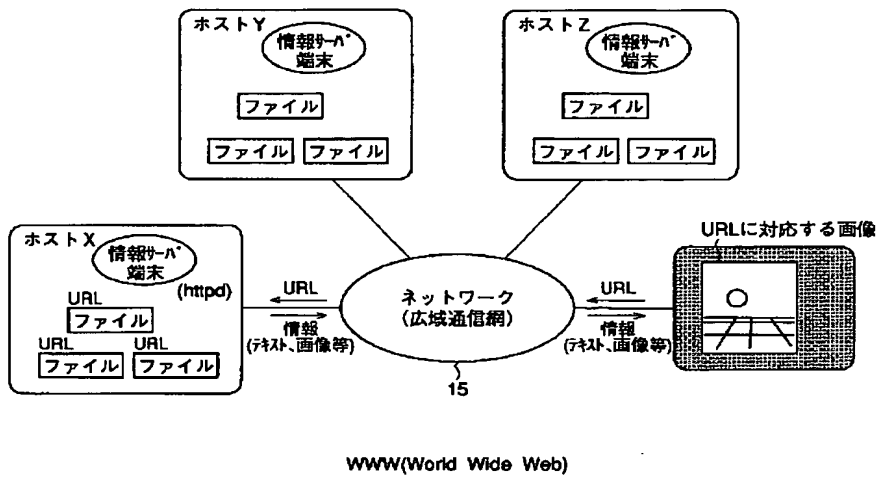 ホストY
情報サーバ
端末
ファイル
ファイル ファイル
ホストZ
情報サーバ
端末
ファイル
ファイル ファイル
ホストX
情報サーバ
端末
(httpd)
URL
ファイル
URL URL
ファイル ファイル
URL
情報
(テキスト、画像等)
ネットワーク
(広域通信網)
15
URL
情報
(テキスト、画像等)
URLに対応する画像
WWW(World Wide Web)